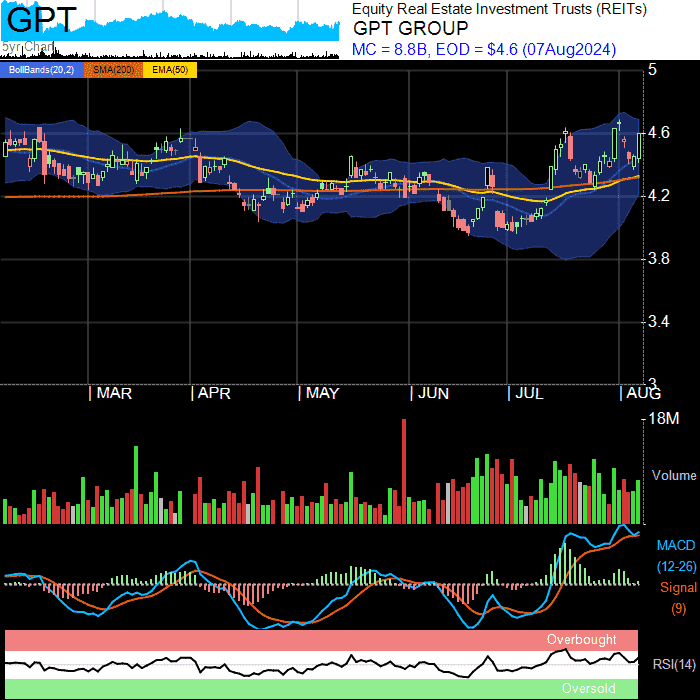 GPT
5yr Chart
Equity Real Estate Investment Trusts (REITs)
GPT GROUP
MC = 8.8B, EOD = $4.6 (07Aug2024)
BollBands(20,2) SMA(200) EMA(50)
5
4.6
4.2
3.8
3.4
3
| MAR | APR | MAY | JUN | JUL | AUG
18M
Volume
MACD
(12-26)
Signal
(9)
Overbought
RSI(14)
Oversold